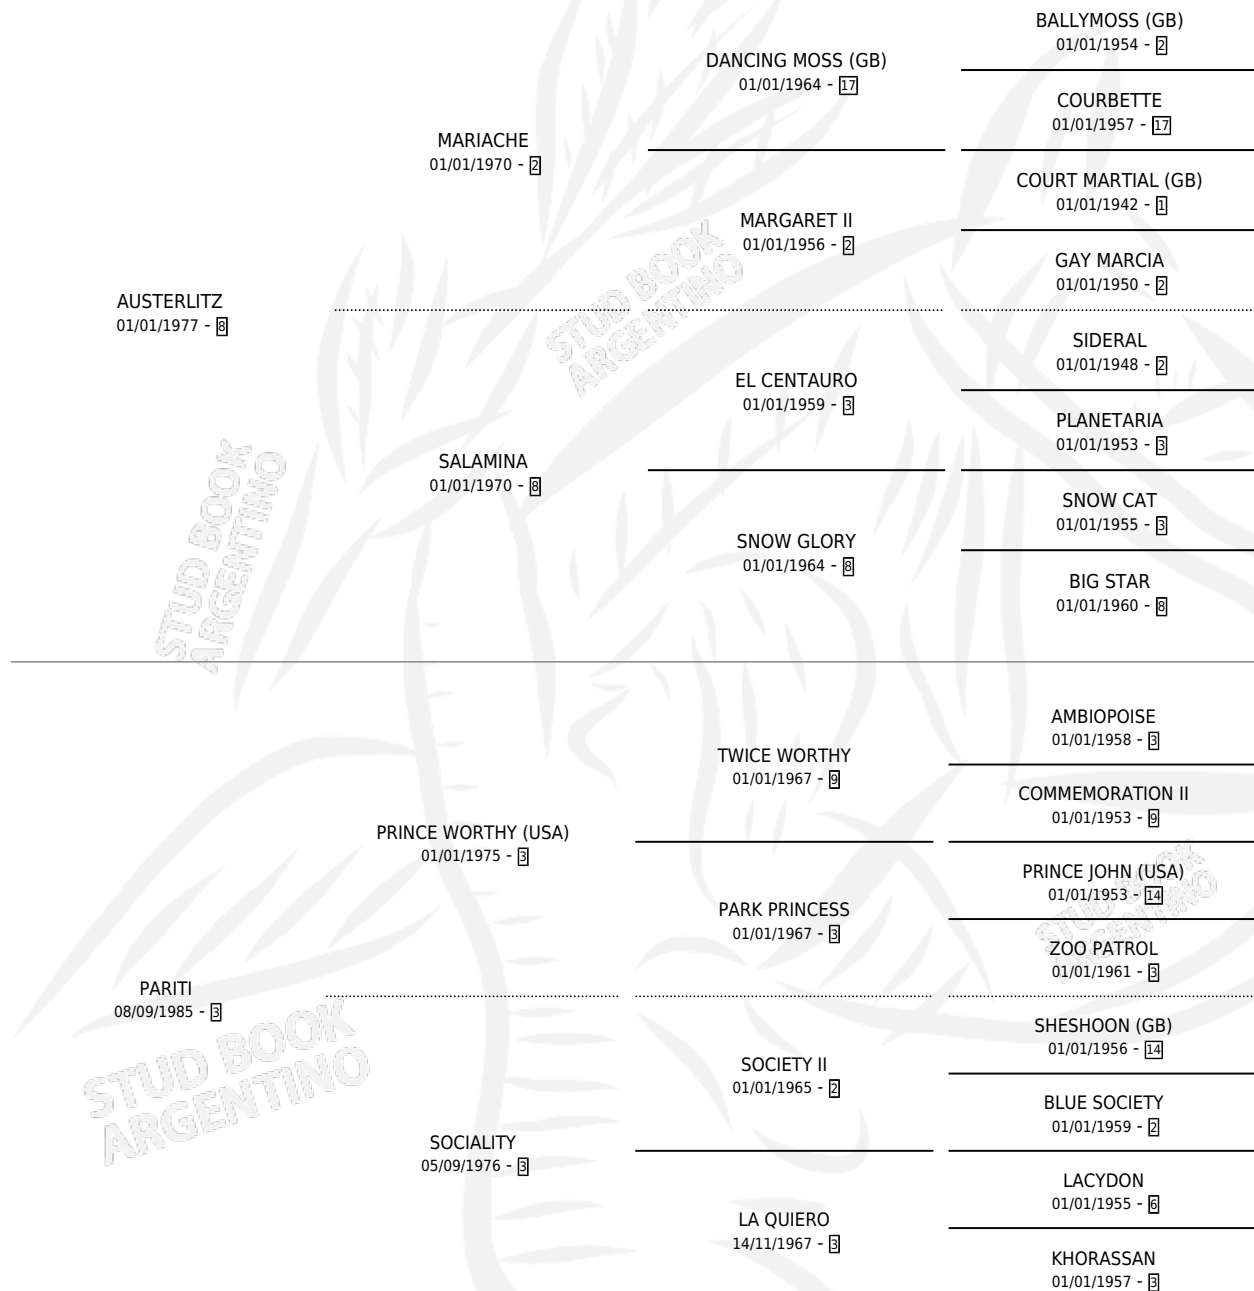 BALLYMOSS (GB)
01/01/1954 - 2
DANCING MOSS (GB)
01/01/1964 - 17
COURBETTE
01/01/1957 - 17
MARIACHE
01/01/1970 - 2
COURT MARTIAL (GB)
01/01/1942 - 1
MARGARET II
01/01/1956 - 2
GAY MARCIA
01/01/1950 - 2
AUSTERLITZ
01/01/1977 - 8
SIDERAL
01/01/1948 - 2
EL CENTAURO
01/01/1959 - 3
PLANETARIA
01/01/1953 - 3
SALAMINA
01/01/1970 - 8
SNOW CAT
01/01/1955 - 3
SNOW GLORY
01/01/1964 - 8
BIG STAR
01/01/1960 - 8
AMBIOPOISE
01/01/1958 - 3
TWICE WORTHY
01/01/1967 - 9
COMMEMORATION II
01/01/1953 - 9
PRINCE WORTHY (USA)
01/01/1975 - 3
PRINCE JOHN (USA)
01/01/1953 - 14
PARK PRINCESS
01/01/1967 - 3
ZOO PATROL
01/01/1961 - 3
PARITI
08/09/1985 - 3
SHESHOON (GB)
01/01/1956 - 14
SOCIETY II
01/01/1965 - 2
BLUE SOCIETY
01/01/1959 - 2
SOCIALITY
05/09/1976 - 3
LACYDON
01/01/1955 - 6
LA QUIERO
14/11/1967 - 3
KHORASSAN
01/01/1957 - 3
STUD BOOK
ARGENTINO
STUD BOOK
ARGENTINO
STUD BOOK
ARGENTINO
STUD BOOK
ARGENTINO